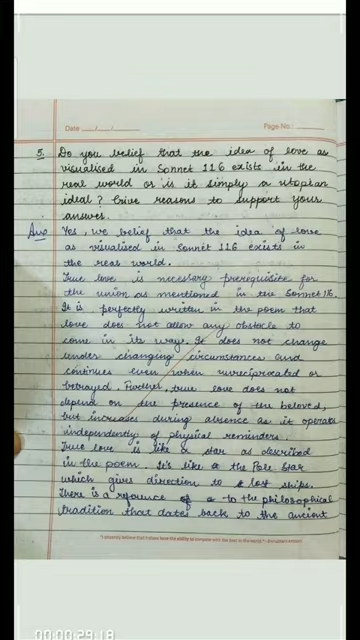 Date ___/___/___ Page No.:
5. Do you belief that the idea of love as
visualised in Sonnet 116 exists in the
real world or is it simply a utopian
ideal? Give reasons to support your
answer.
Ans Yes, we belief that the idea of love
as visualised in Sonnet 116 exists in
the real world.
True love is necessary prerequisite for
the union as mentioned in the Sonnet 116.
It is perfectly written in the poem that
love does not allow any obstacle to
come in its way. It does not change
under changing circumstances and
continues even when unreciprocated or
betrayed. Further, true love does not
depend on the presence of the beloved,
but increases during absence as it operate
independently of physical reminders.
True love is like a star as described
in the poem. It's like a the Pole Star
which gives direction to lost ships.
There is a reference to the philosophical
tradition that dates back to the ancient
00:00:29.18